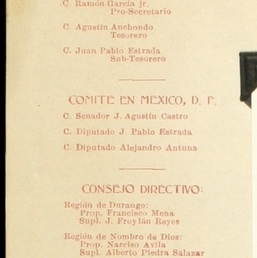 C. Ramón García jr.
Pro-Secretario
C. Agustín Anchondo
Tesorero
C. Juan Pablo Estrada
Sub-Tesorero
COMITE EN MEXICO, D. F.
C. Senador J. Agustín Castro
C. Diputado J. Pablo Estrada
C. Diputado Alejandro Antuna
CONSEJO DIRECTIVO:
Región de Durango:
Prop. Francisco Mena
Supl. J. Froylán Reyes
Región de Nombre de Dios:
Prop. Narciso Avila
Supl. Alberto Piedra Salazar